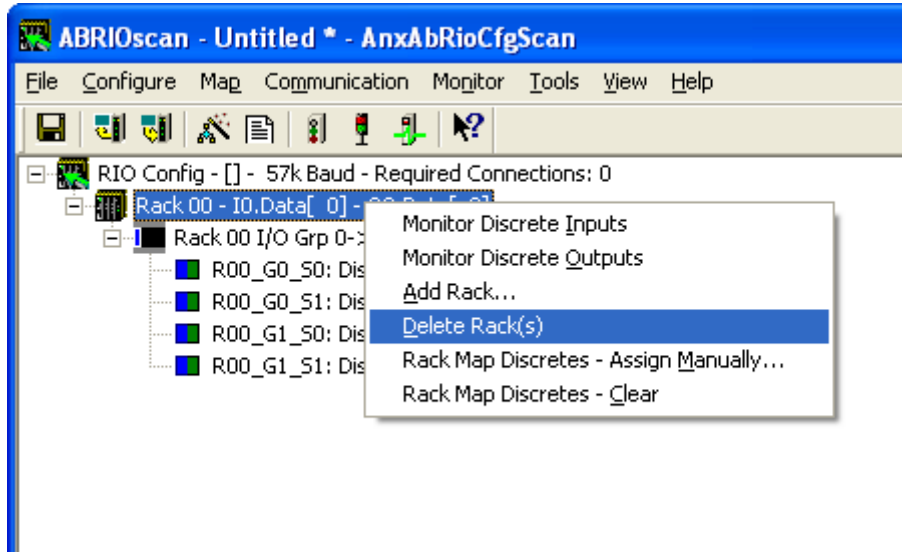 ABRIOscan - Untitled * - AnxAbRioCfgScan
File Configure Map Communication Monitor Tools View Help
RIO Config - [] - 57k Baud - Required Connections: 0
Rack 00 - I0.Data[ 0] -
Rack 00 I/O Grp 0->
R00_G0_S0: Dis
R00_G0_S1: Dis
R00_G1_S0: Dis
R00_G1_S1: Dis
Monitor Discrete Inputs
Monitor Discrete Outputs
Add Rack...
Delete Rack(s)
Rack Map Discretes - Assign Manually...
Rack Map Discretes - Clear